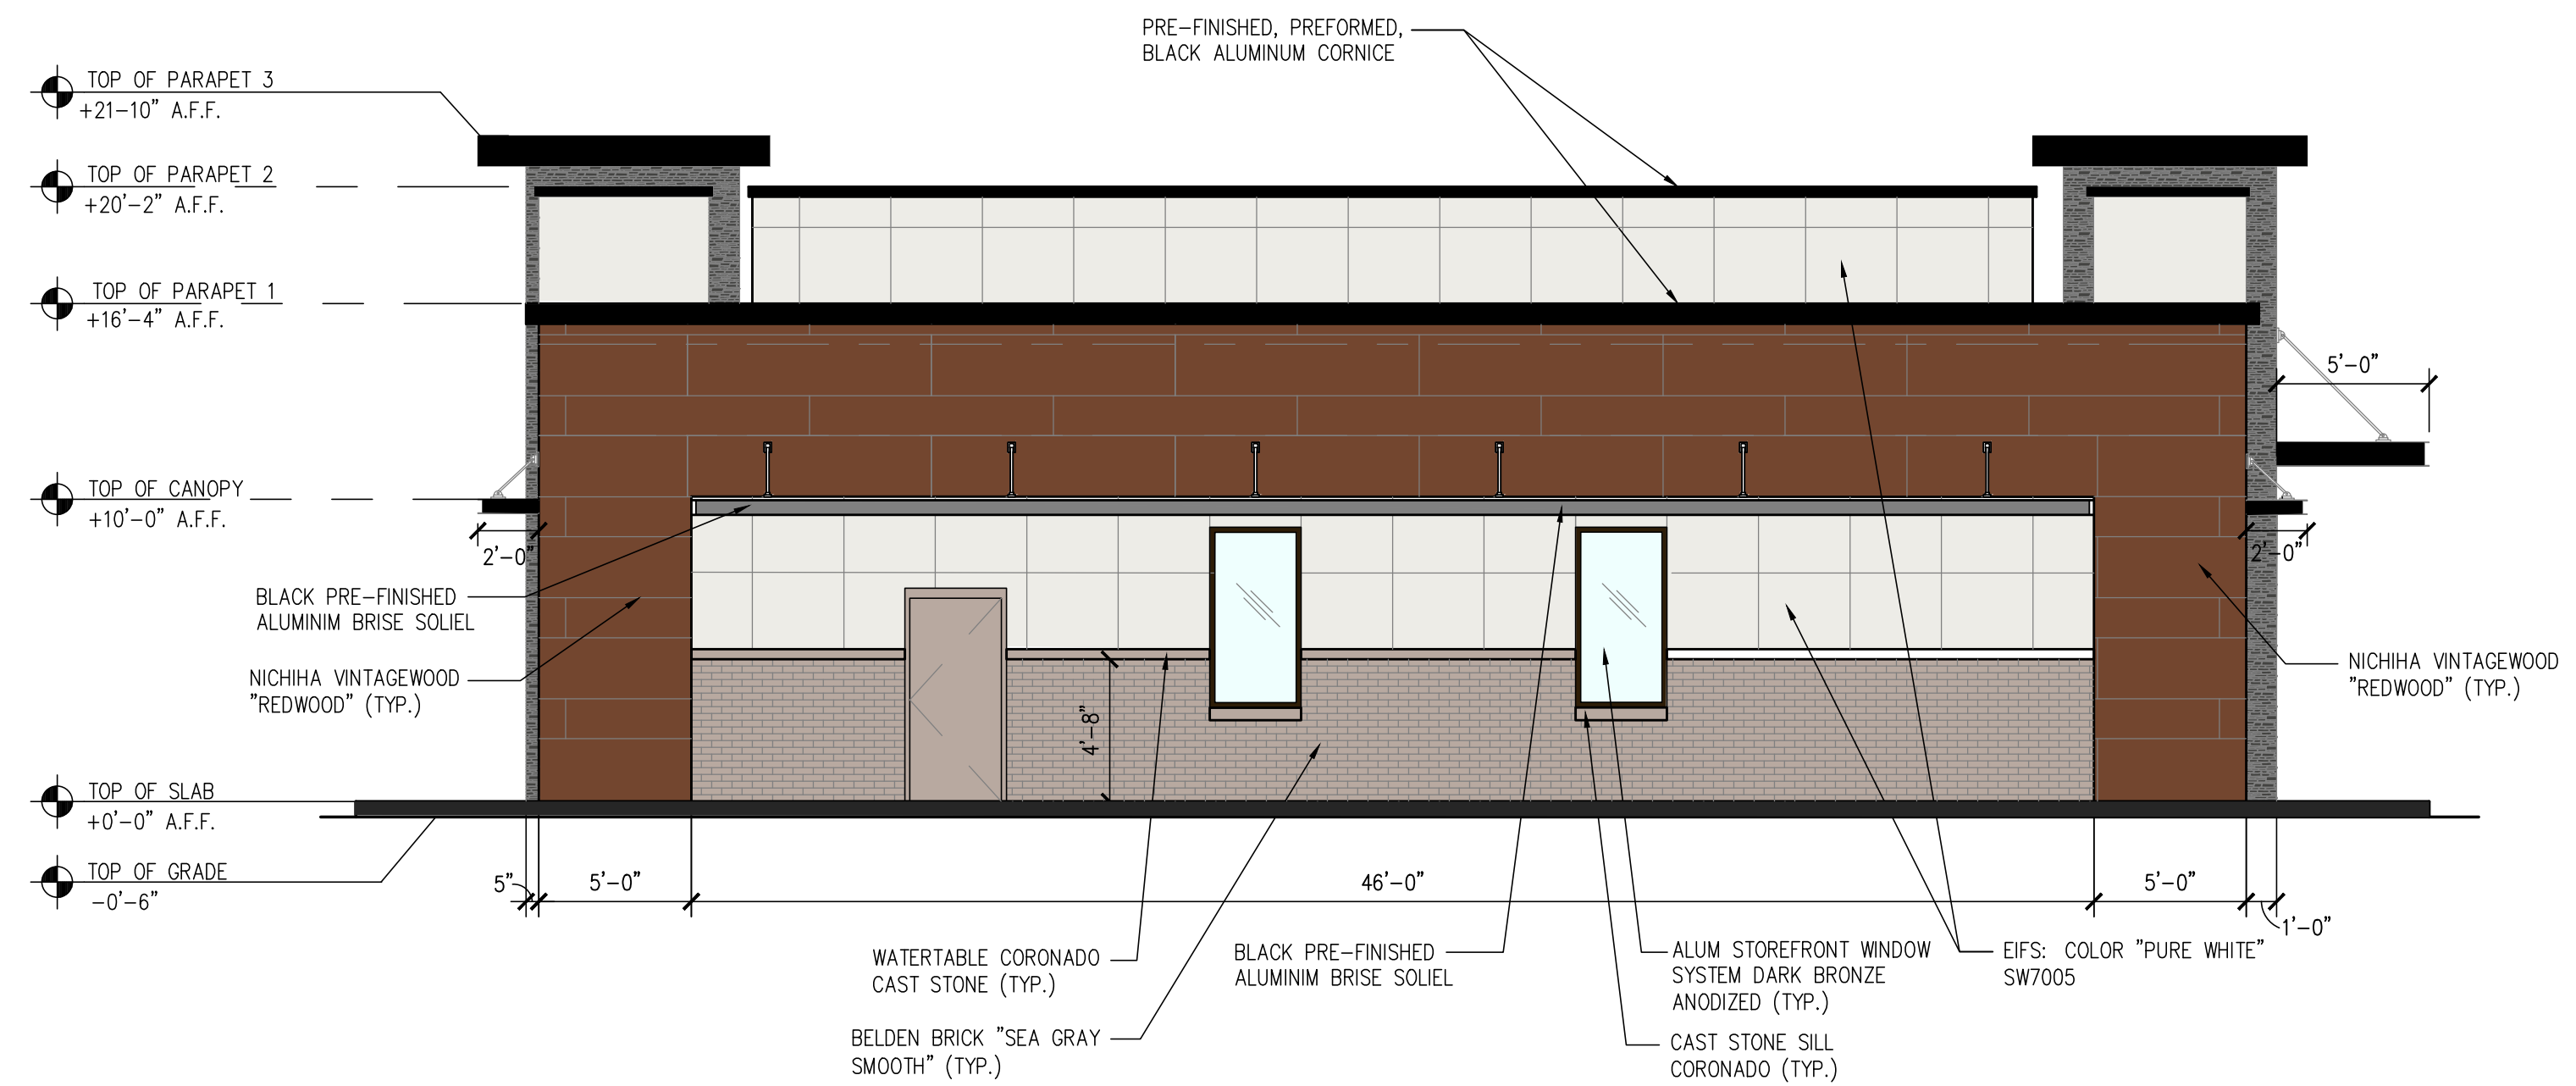 PRE-FINISHED, PREFORMED,
BLACK ALUMINUM CORNICE
TOP OF PARAPET 3
+21-10" A.F.F.
TOP OF PARAPET 2
+20'-2" A.F.F.
TOP OF PARAPET 1
+16'-4" A.F.F.
5'-0"
TOP OF CANOPY
+10'-0" A.F.F.
2'-0"
2'-0"
BLACK PRE-FINISHED
ALUMINIM BRISE SOLIEL
NICHIHA VINTAGEWOOD
"REDWOOD" (TYP.)
NICHIHA VINTAGEWOOD
"REDWOOD" (TYP.)
4'-8"
TOP OF SLAB
+0'-0" A.F.F.
TOP OF GRADE
-0'-6"
5"
5'-0"
46'-0"
5'-0"
1'-0"
WATERTABLE CORONADO
CAST STONE (TYP.)
BLACK PRE-FINISHED
ALUMINIM BRISE SOLIEL
ALUM STOREFRONT WINDOW
SYSTEM DARK BRONZE
ANODIZED (TYP.)
EIFS: COLOR "PURE WHITE"
SW7005
BELDEN BRICK "SEA GRAY
SMOOTH" (TYP.)
CAST STONE SILL
CORONADO (TYP.)